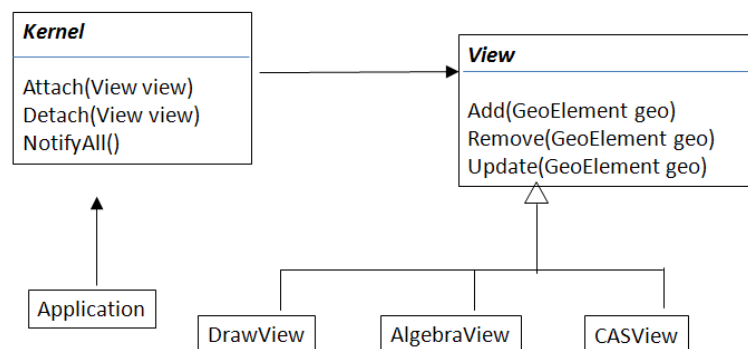 Kernel
Attach(View view)
Detach(View view)
NotifyAll()
View
Add(GeoElement geo)
Remove(GeoElement geo)
Update(GeoElement geo)
Application
DrawView
AlgebraView
CASView